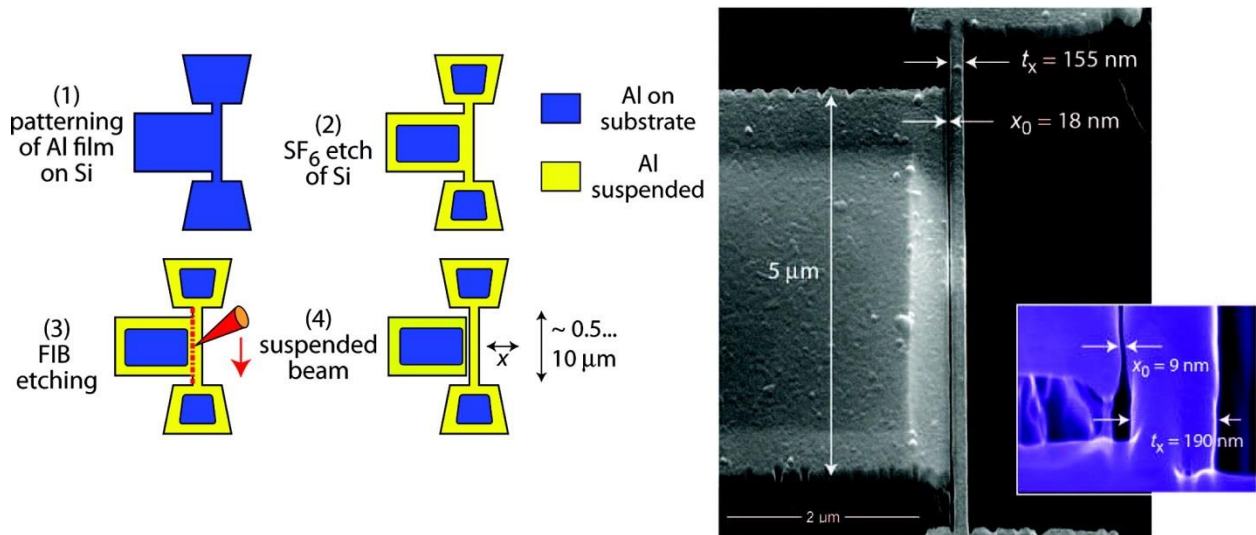 (1)
patterning
of Al film
on Si
(2)
SF₆ etch
of Si
Al on
substrate
Al
suspended
(3)
FIB
etching
(4)
suspended
beam
x
~ 0.5...
10 μm
tₓ = 155 nm
x₀ = 18 nm
5 μm
2 μm
x₀ = 9 nm
tₓ = 190 nm